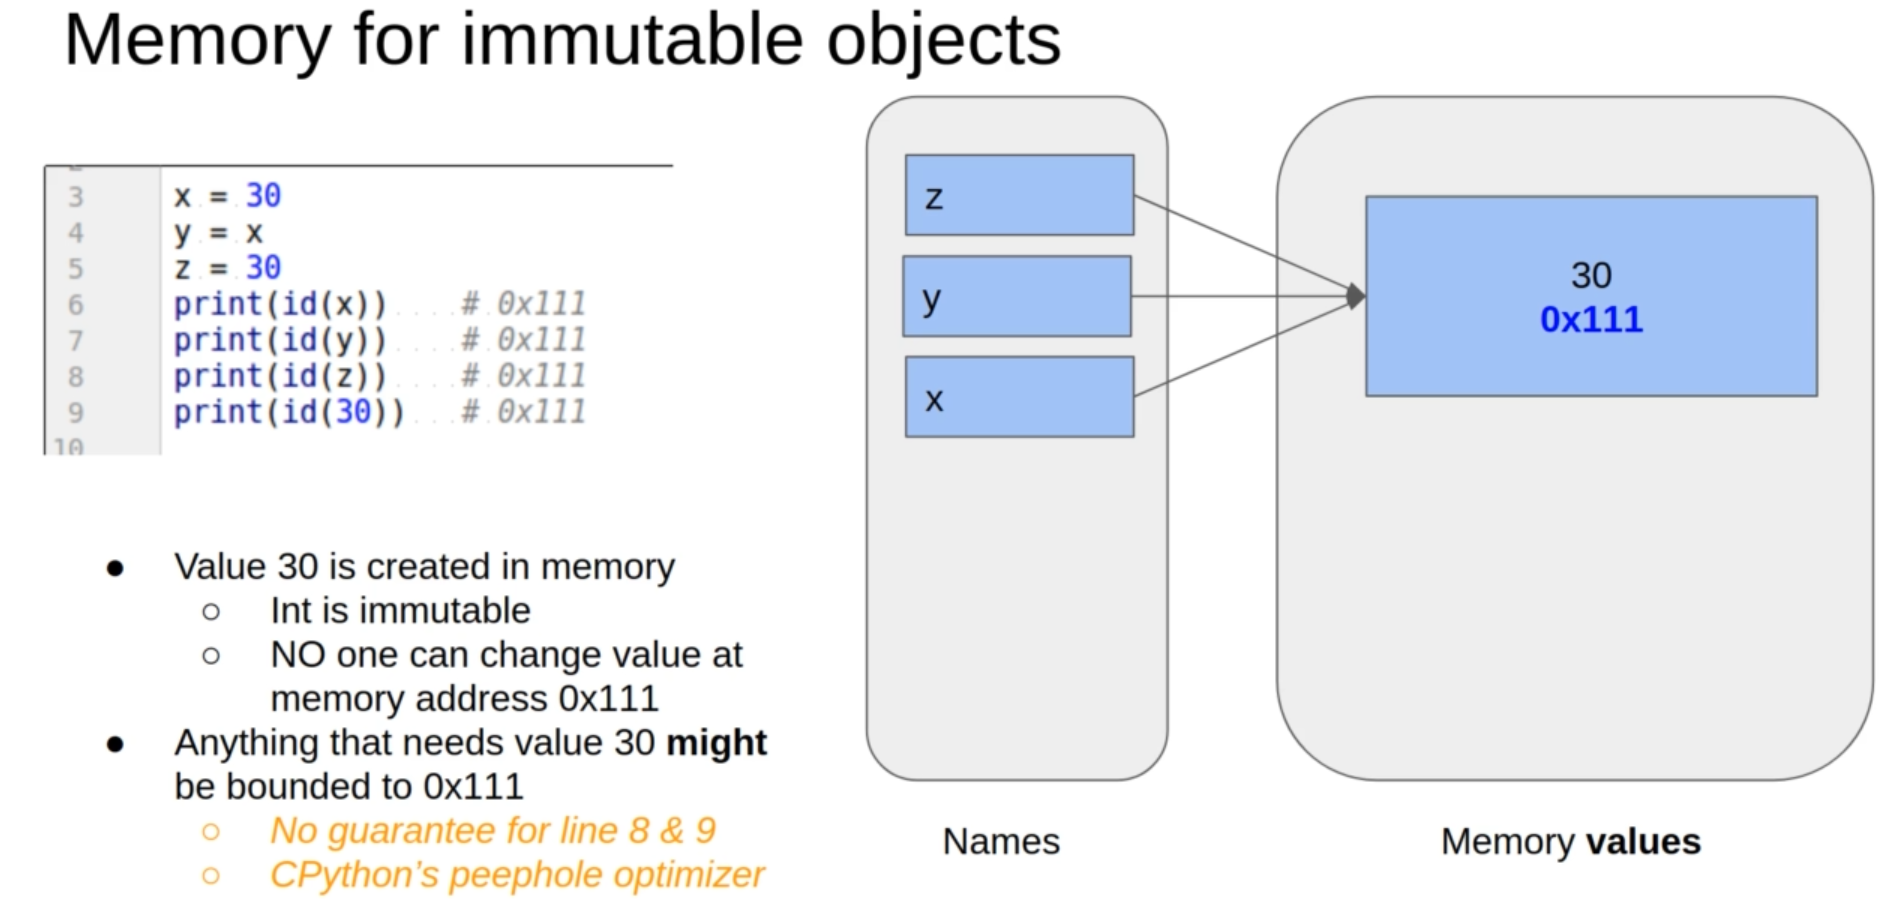 Memory for immutable objects
3 x = 30
4 y = x
5 z = 30
6 print(id(x)) # 0x111
7 print(id(y)) # 0x111
8 print(id(z)) # 0x111
9 print(id(30)) # 0x111
10
● Value 30 is created in memory
○ Int is immutable
○ NO one can change value at
memory address 0x111
● Anything that needs value 30 might
be bounded to 0x111
○ No guarantee for line 8 & 9
○ CPython’s peephole optimizer
z
y
x
Names
30
0x111
Memory values